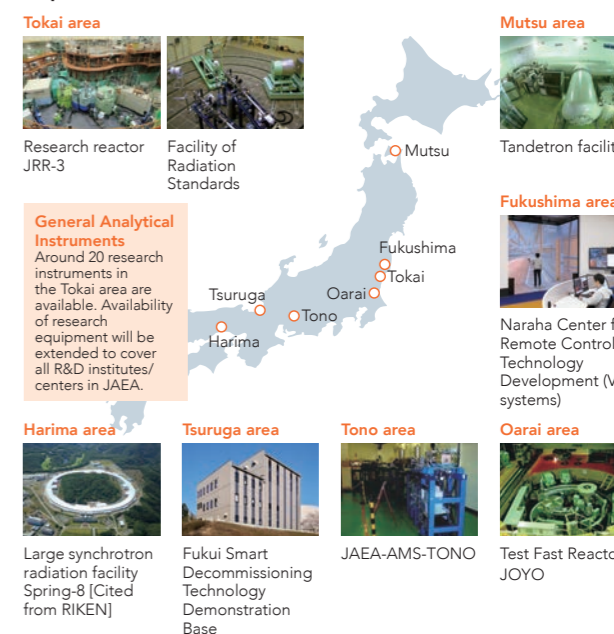 Tokai area
Research reactor
JRR-3
Facility of
Radiation
Standards
Mutsu area
Tandetron
General Analytical
Instruments
Around 20 research
instruments in
the Tokai area are
available. Availability
of research
equipment will be
extended to cover
all R&D institutes/
centers in JAEA.
Mutsu
Fukushima
Tokai
Oarai
Tsuruga
Tono
Harima
Fukushima area
Naraha Center
Remote Control
Technology
Development
systems)
Harima area
Large synchrotron
radiation facility
Spring-8 [Cited
from RIKEN]
Tsuruga area
Fukui Smart
Decommissioning
Technology
Demonstration
Base
Tono area
JAEA-AMS-TONO
Oarai area
Test Fast
JOYO